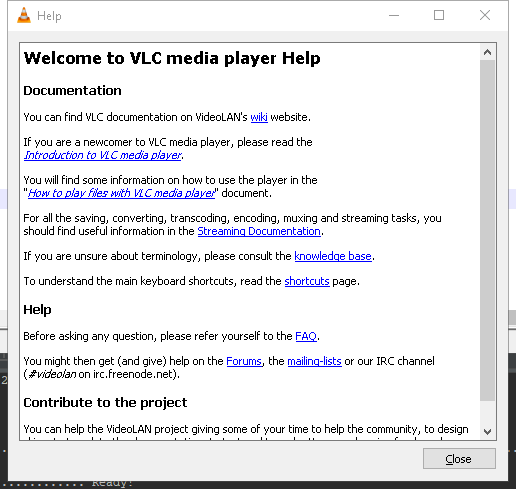 Help
Welcome to VLC media player Help
Documentation
You can find VLC documentation on VideoLAN's wiki website.
If you are a newcomer to VLC media player, please read the
Introduction to VLC media player.
You will find some information on how to use the player in the
"How to play files with VLC media player" document.
For all the saving, converting, transcoding, encoding, muxing and streaming tasks, you
should find useful information in the Streaming Documentation.
If you are unsure about terminology, please consult the knowledge base.
To understand the main keyboard shortcuts, read the shortcuts page.
Help
Before asking any question, please refer yourself to the FAQ.
You might then get (and give) help on the Forums, the mailing-lists or our IRC channel
(#videolan on irc.freenode.net).
Contribute to the project
You can help the VideoLAN project giving some of your time to help the community, to design
Close
2
............ Ready!